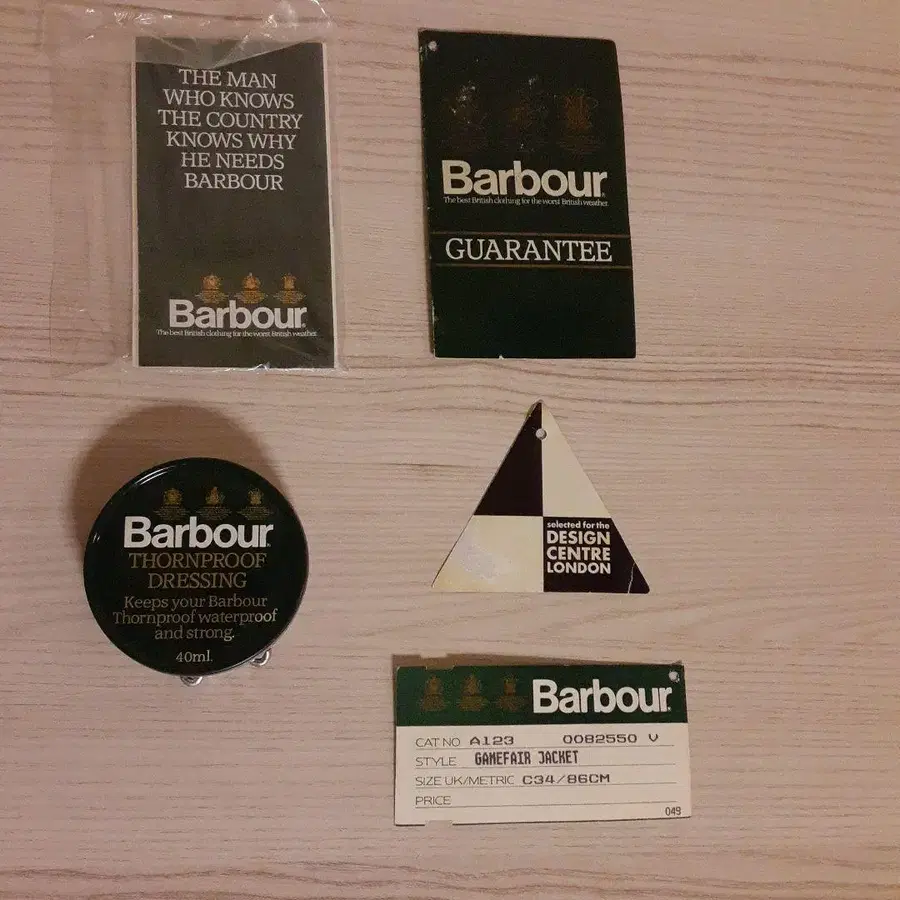 THE MAN
WHO KNOWS
THE COUNTRY
KNOWS WHY
HE NEEDS
BARBOUR
Barbour.
The best British clothing for the worst British weather.
Barbour.
The best British clothing for the worst British weather.
GUARANTEE
Barbour.
THORNPROOF
DRESSING
Keeps your Barbour
Thornproof waterproof
and strong.
40ml.
selected for the
DESIGN
CENTRE
LONDON
Barbour.
CAT NO A123 0082550 V
STYLE GAMEFAIR JACKET
SIZE UK/METRIC C34/86CM
PRICE
049